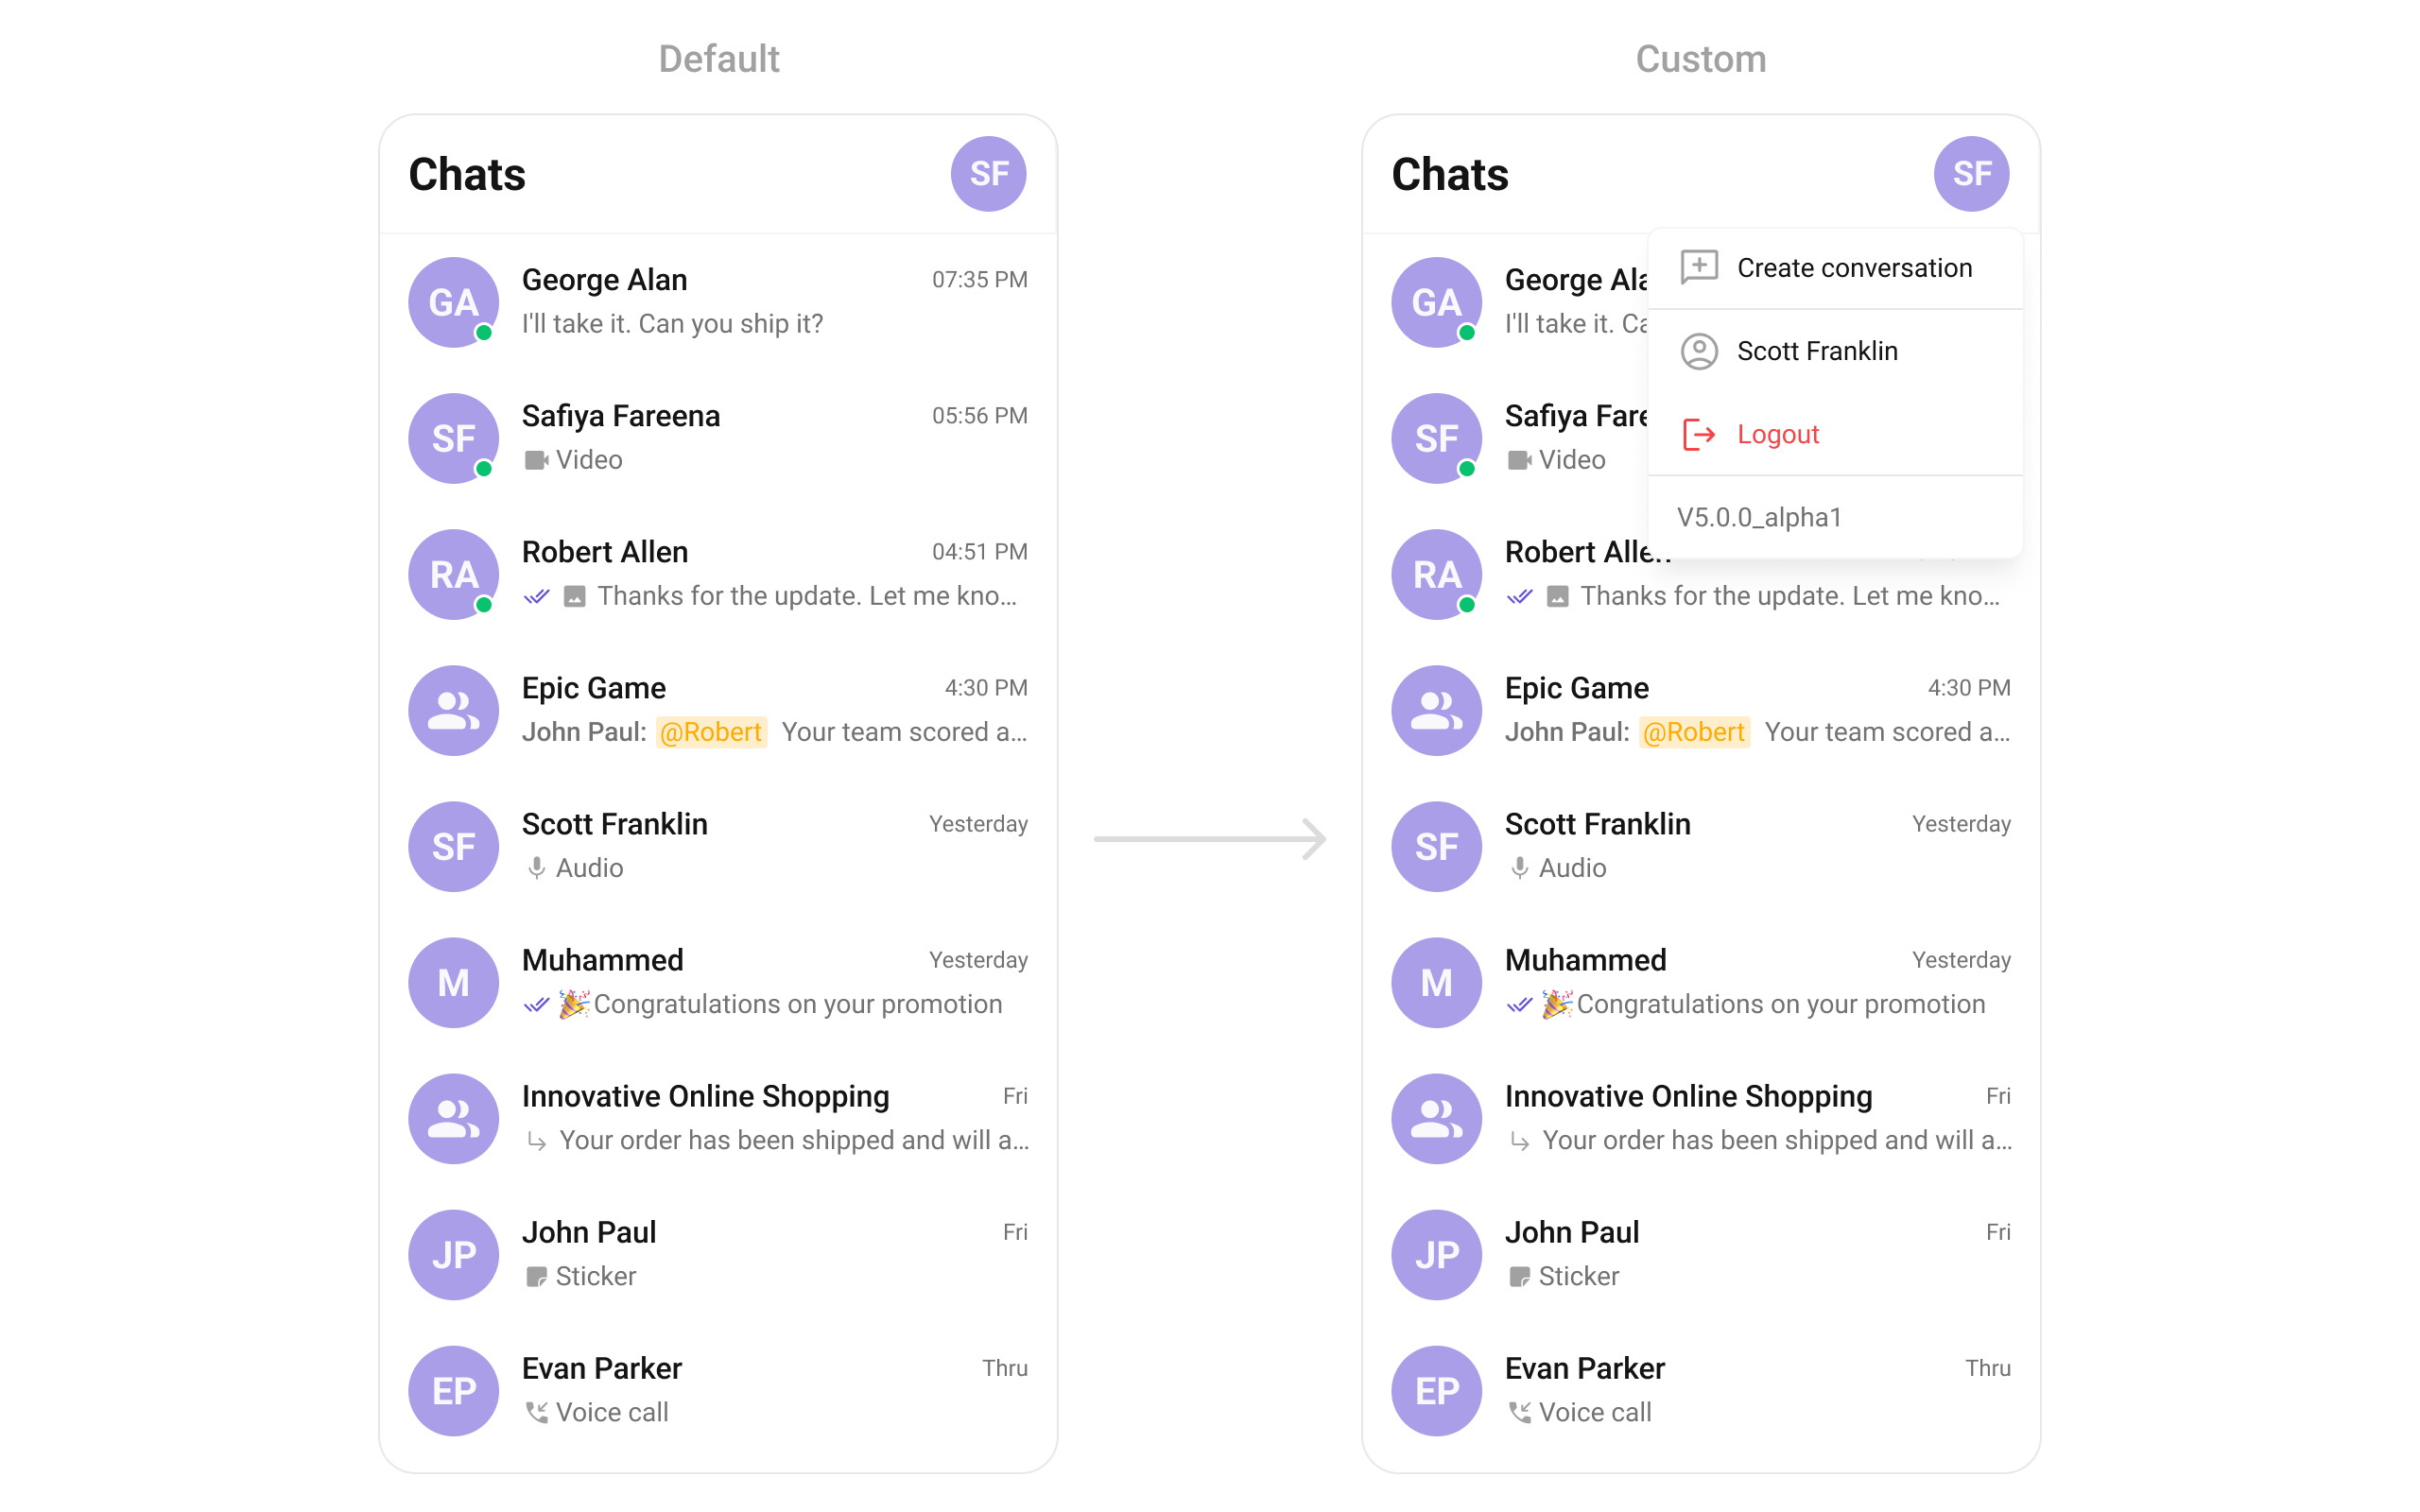 Default
Chats
SF
GA
George Alan
07:35 PM
I'll take it. Can you ship it?
SF
Safiya Fareena
05:56 PM
Video
RA
Robert Allen
04:51 PM
Thanks for the update. Let me kno...
Epic Game
4:30 PM
John Paul: @Robert Your team scored a...
SF
Scott Franklin
Yesterday
Audio
M
Muhammed
Yesterday
🎉Congratulations on your promotion
Innovative Online Shopping
Fri
Your order has been shipped and will a...
JP
John Paul
Fri
Sticker
EP
Evan Parker
Thru
Voice call
Custom
Chats
SF
Create conversation
Scott Franklin
Logout
V5.0.0_alpha1
GA
George Ala
I'll take it. Ca
SF
Safiya Fare
Video
RA
Robert Allen
Thanks for the update. Let me kno...
Epic Game
4:30 PM
John Paul: @Robert Your team scored a...
SF
Scott Franklin
Yesterday
Audio
M
Muhammed
Yesterday
🎉Congratulations on your promotion
Innovative Online Shopping
Fri
Your order has been shipped and will a...
JP
John Paul
Fri
Sticker
EP
Evan Parker
Thru
Voice call